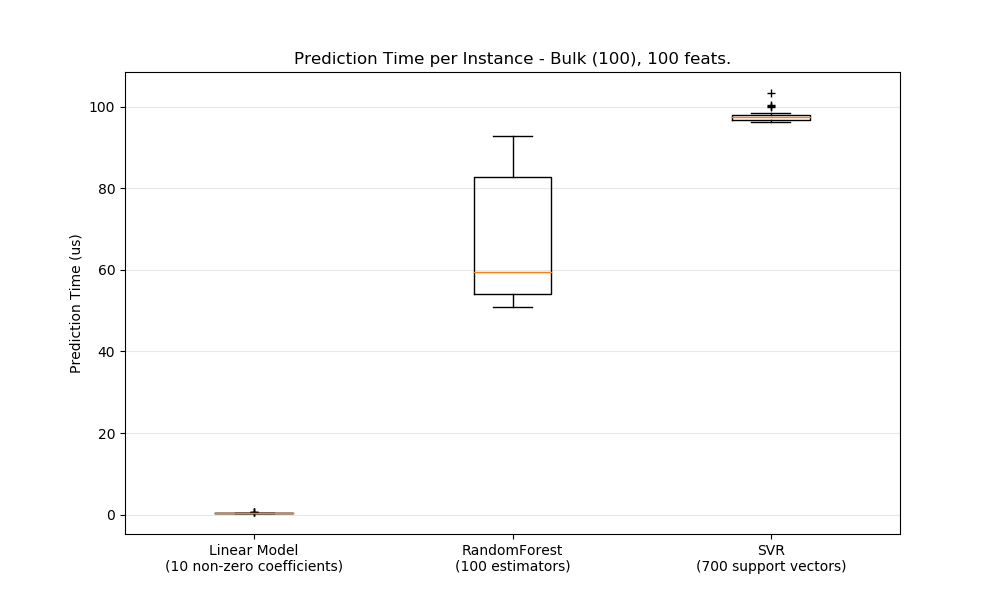 Prediction Time per Instance - Bulk (100), 100 feats.
Prediction Time (us)
100
80
60
40
20
0
Linear Model
(10 non-zero coefficients)
RandomForest
(100 estimators)
SVR
(700 support vectors)